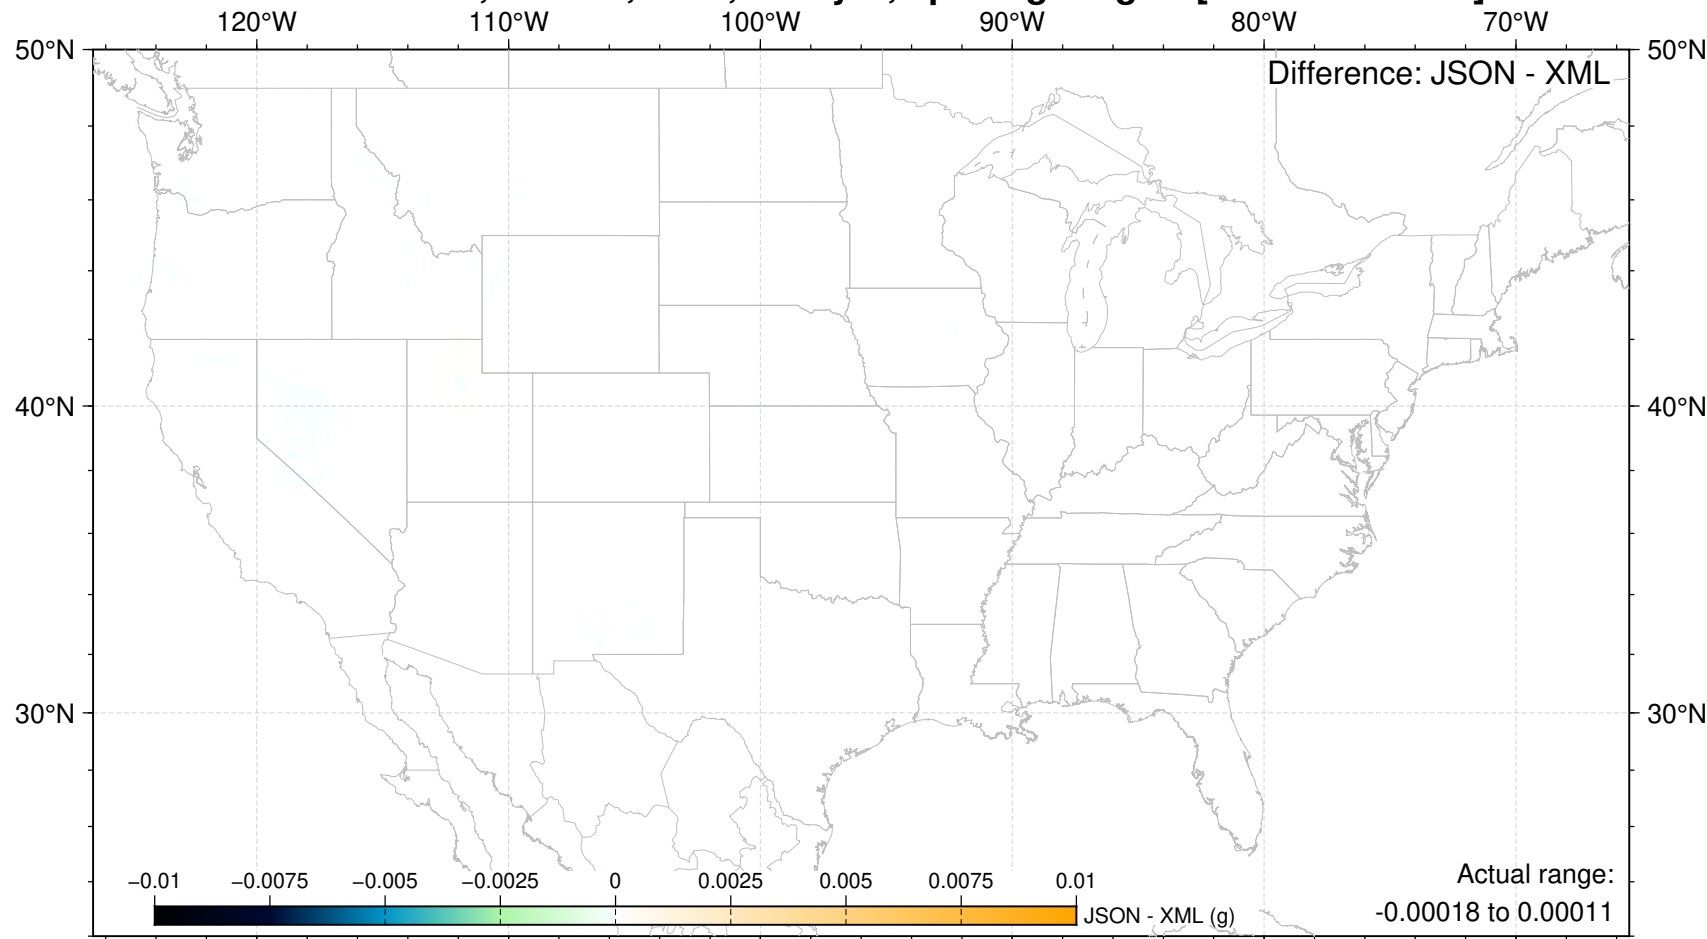 120°W 110°W 100°W 90°W 80°W 70°W
50°N 50°N
Difference: JSON - XML
40°N 40°N
30°N 30°N
−0.01 −0.0075 −0.005 −0.0025 0 0.0025 0.005 0.0075 0.01
JSON - XML (g)
Actual range:
-0.00018 to 0.00011